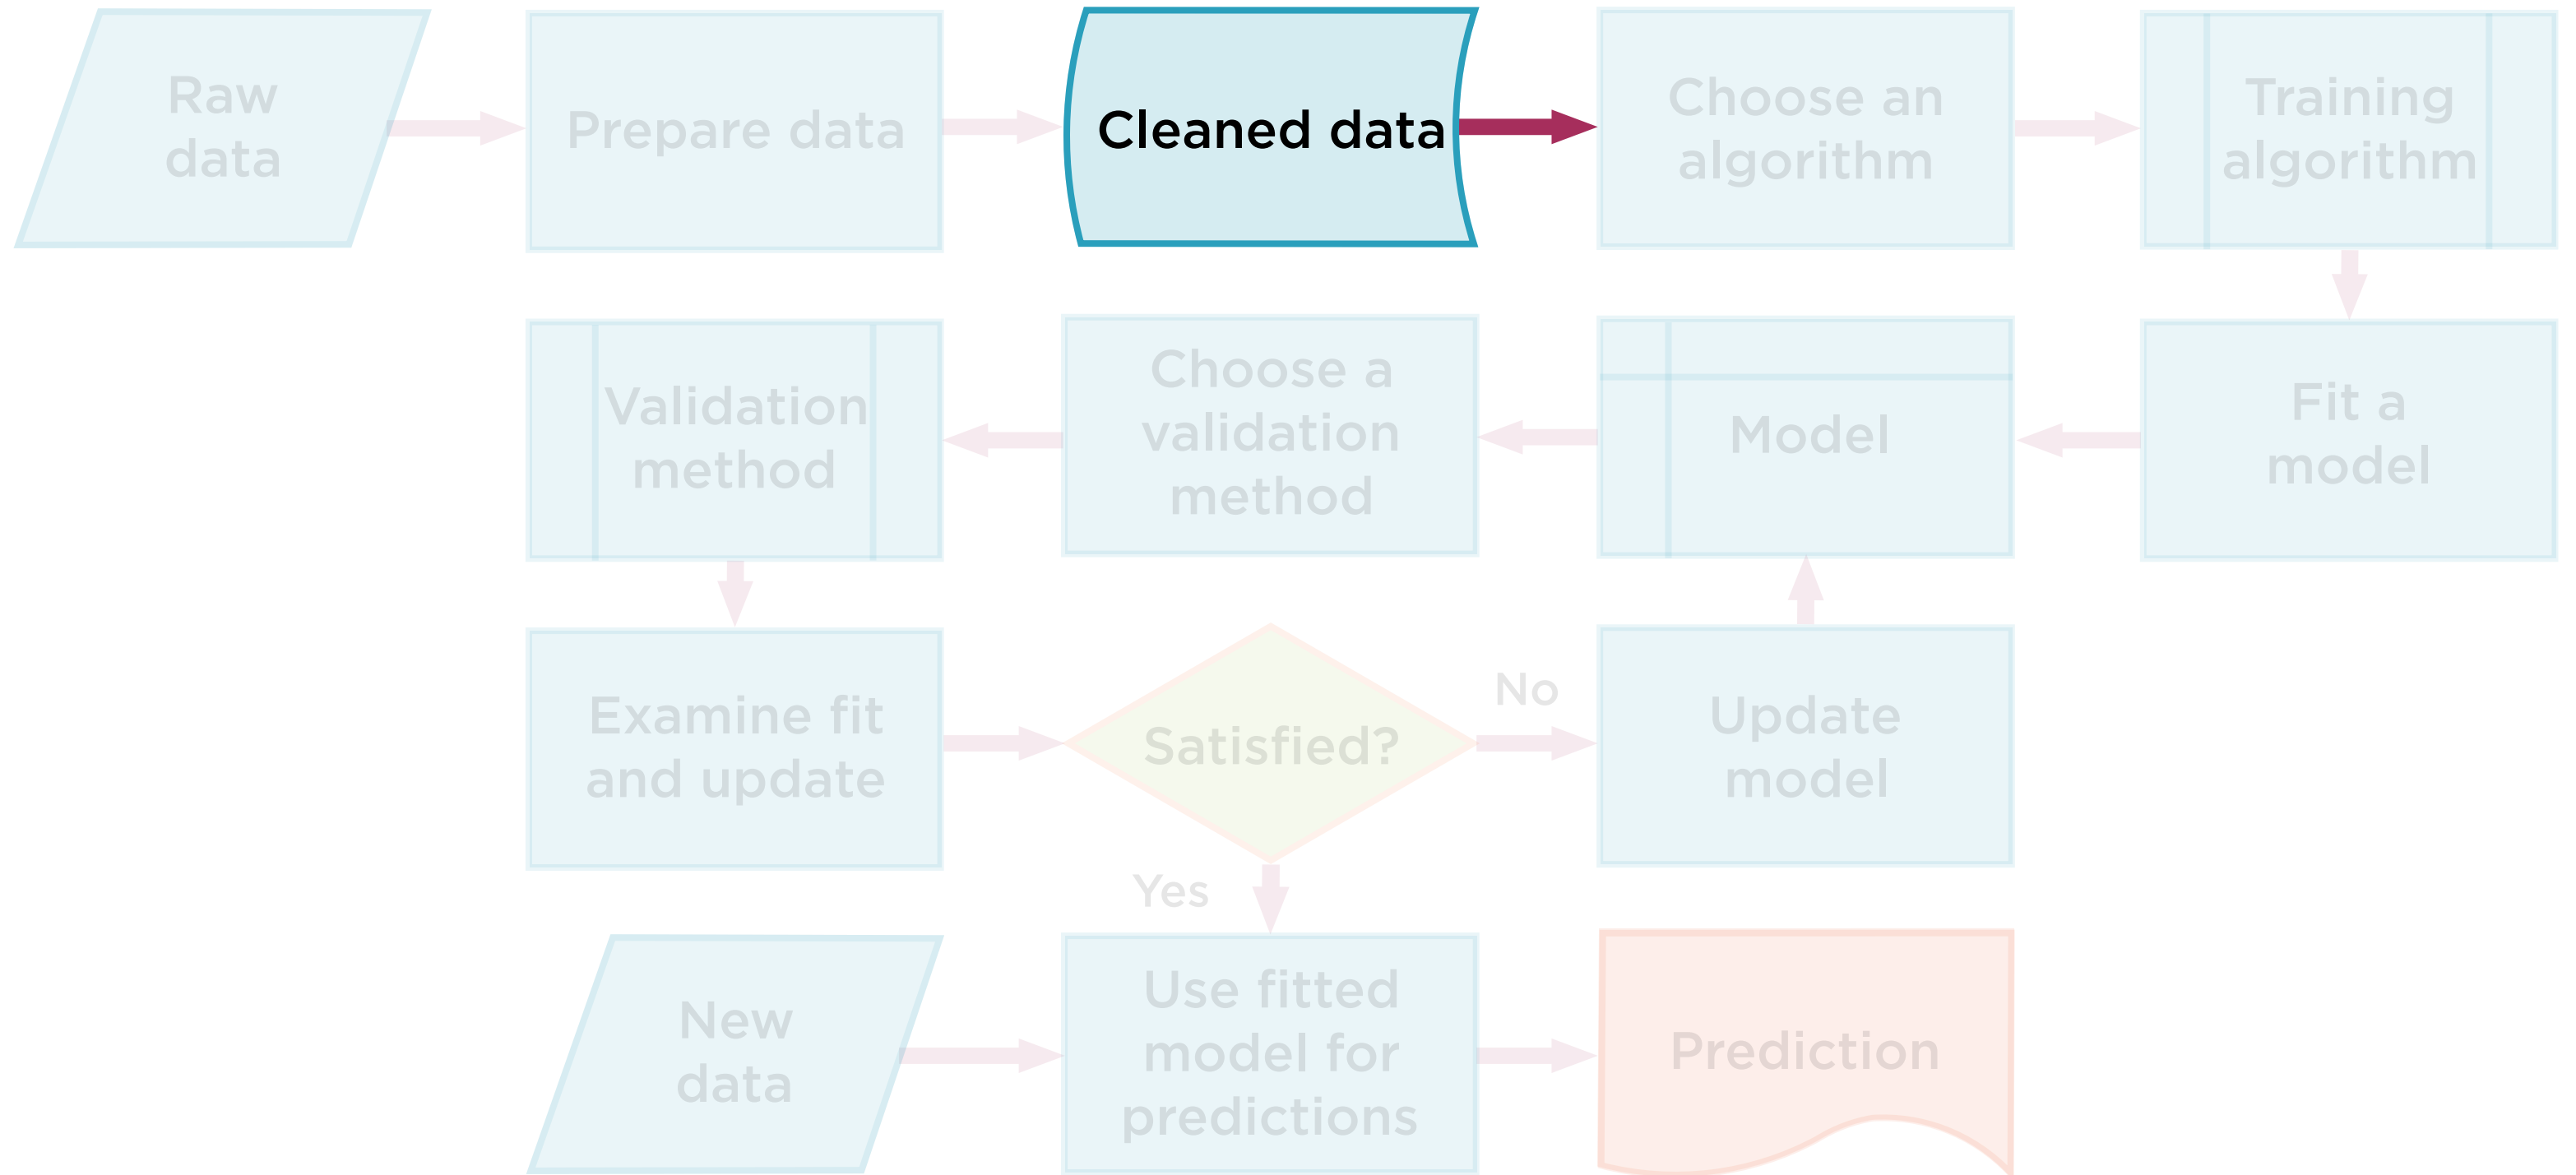 Raw
data
Prepare data
Cleaned data
Choose an
algorithm
Training
algorithm
Validation
method
Choose a
validation
method
Model
Fit a
model
Examine fit
and update
Satisfied?
No
Update
model
Yes
New
data
Use fitted
model for
predictions
Prediction